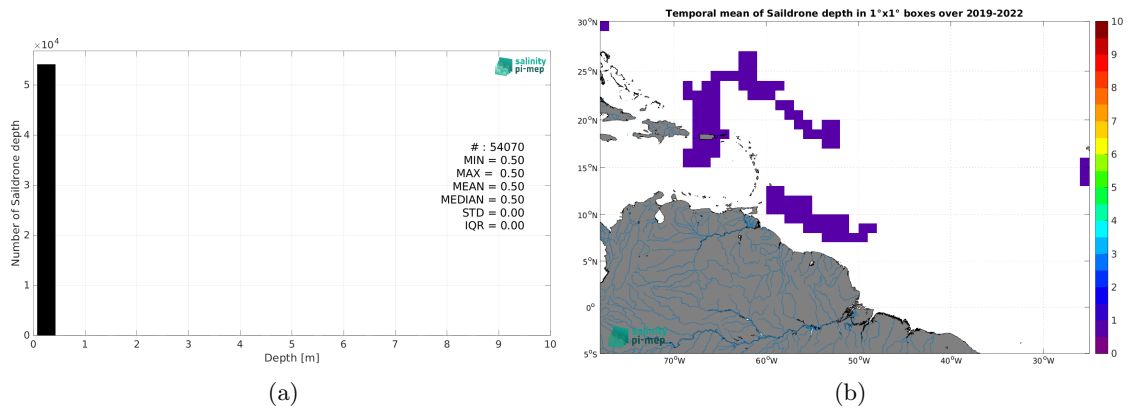 ×10⁴
5
4
3
2
1
0
Number of Saildrone depth
salinity
pi-mep
# : 54070
MIN = 0.50
MAX = 0.50
MEAN = 0.50
MEDIAN = 0.50
STD = 0.00
IQR = 0.00
0 1 2 3 4 5 6 7 8 9 10
Depth [m]
(a)
Temporal mean of Saildrone depth in 1°x1° boxes over 2019-2022
30°N
25°N
20°N
15°N
10°N
5°N
0°
5°S
70°W 60°W 50°W 40°W 30°W
salinity
pi-mep
10
9
8
7
6
5
4
3
2
1
0
(b)